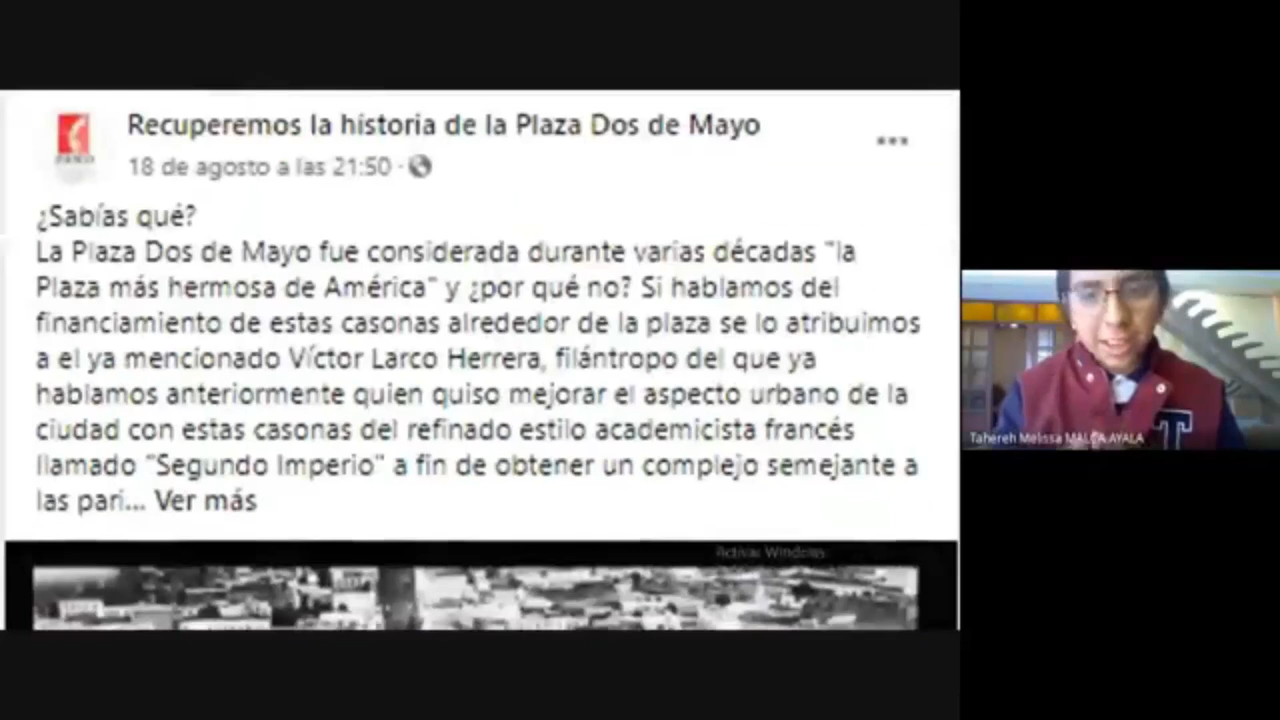 Recuperemos la historia de la Plaza Dos de Mayo
18 de agosto a las 21:50 ·
¿Sabías qué?
La Plaza Dos de Mayo fue considerada durante varias décadas "la
Plaza más hermosa de América" y ¿por qué no? Si hablamos del
financiamiento de estas casonas alrededor de la plaza se lo atribuimos
a el ya mencionado Víctor Larco Herrera, filántropo del que ya
hablamos anteriormente quien quiso mejorar el aspecto urbano de la
ciudad con estas casonas del refinado estilo academicista francés
llamado "Segundo Imperio" a fin de obtener un complejo semejante a
las pari... Ver más
Activar Windows
Tahereh Melissa MALCA AYALA
T